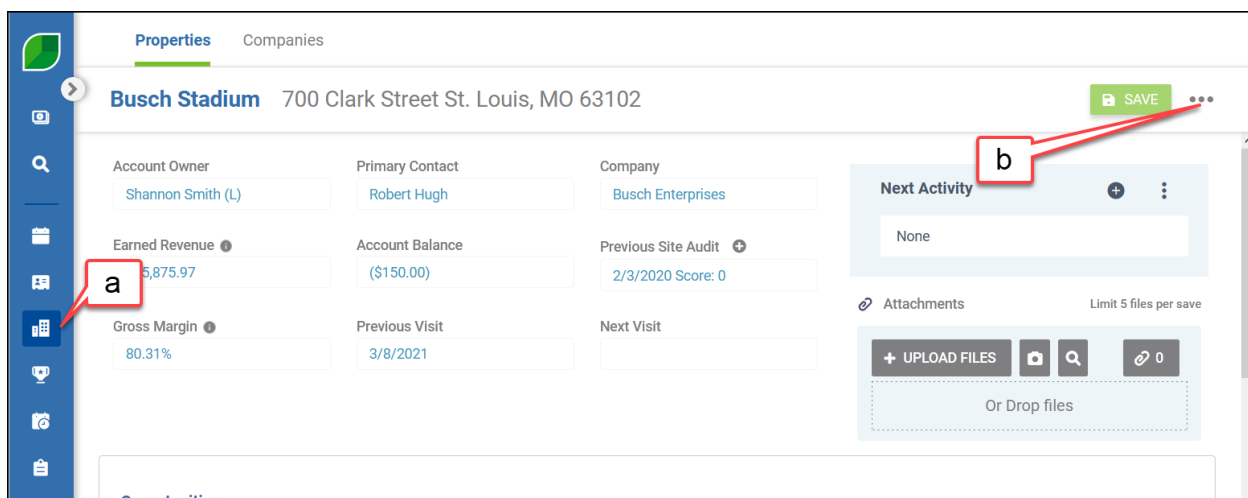 Properties Companies
Busch Stadium 700 Clark Street St. Louis, MO 63102
SAVE
b
Account Owner Primary Contact Company
Shannon Smith (L) Robert Hugh Busch Enterprises
Next Activity
None
Earned Revenue Account Balance Previous Site Audit
5,875.97 ($150.00) 2/3/2020 Score: 0
a
Attachments Limit 5 files per save
Gross Margin Previous Visit Next Visit
80.31% 3/8/2021
UPLOAD FILES 0
Or Drop files